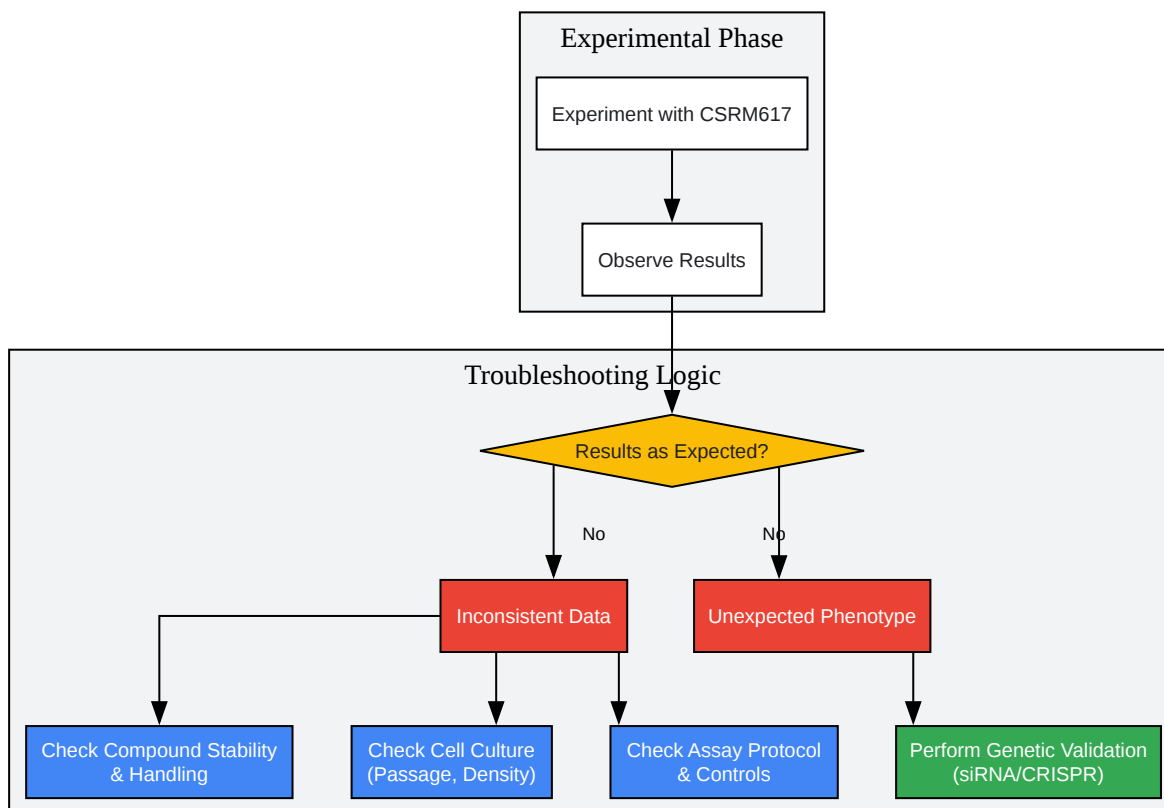 Experimental Phase
Experiment with CSRM617
Observe Results
Troubleshooting Logic
Results as Expected?
No
No
Inconsistent Data
Unexpected Phenotype
Check Compound Stability
& Handling
Check Cell Culture
(Passage, Density)
Check Assay Protocol
& Controls
Perform Genetic Validation
(siRNA/CRISPR)